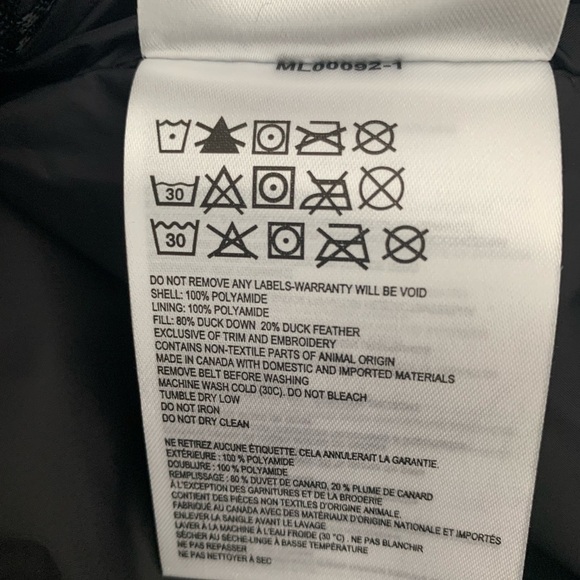 ML00092-1
30
30
DO NOT REMOVE ANY LABELS-WARRANTY WILL BE VOID
SHELL: 100% POLYAMIDE
LINING: 100% POLYAMIDE
FILL: 80% DUCK DOWN 20% DUCK FEATHER
EXCLUSIVE OF TRIM AND EMBROIDERY
CONTAINS NON-TEXTILE PARTS OF ANIMAL ORIGIN
MADE IN CANADA WITH DOMESTIC AND IMPORTED MATERIALS
REMOVE BELT BEFORE WASHING
MACHINE WASH COLD (30C). DO NOT BLEACH
TUMBLE DRY LOW
DO NOT IRON
DO NOT DRY CLEAN
NE RETIREZ AUCUNE ÉTIQUETTE. CELA ANNULERAIT LA GARANTIE.
EXTÉRIEURE : 100 % POLYAMIDE
DOUBLURE : 100 % POLYAMIDE.
REMPLISSAGE : 80 % DUVET DE CANARD, 20 % PLUME DE CANARD
À L'EXCEPTION DES GARNITURES ET DE LA BRODERIE
CONTIENT DES PIÈCES NON TEXTILES D'ORIGINE ANIMALE.
FABRIQUÉ AU CANADA AVEC DES MATÉRIAUX D'ORIGINE NATIONALE ET IMPORTÉS
ENLEVER LA SANGLE AVANT LE LAVAGE
LAVER À LA MACHINE À L'EAU FROIDE (30 °C) . NE PAS BLANCHIR
SÉCHER AU SÈCHE-LINGE À BASSE TEMPÉRATURE
NE PAS REPASSER
NE PAS NETTOYER À SEC